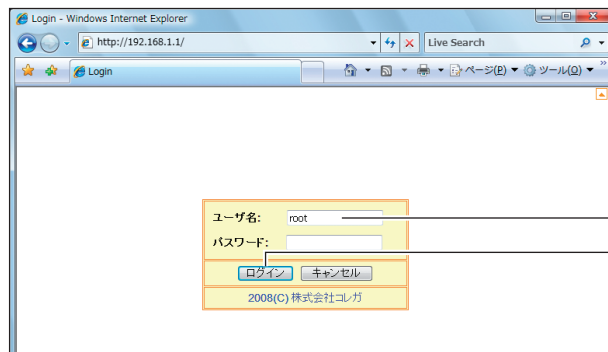 Login - Windows Internet Explorer
http://192.168.1.1/
Live Search
Login
ページ(P)
ツール(O)
ユーザ名:
root
パスワード:
ログイン
キャンセル
2008(C) 株式会社コレガ